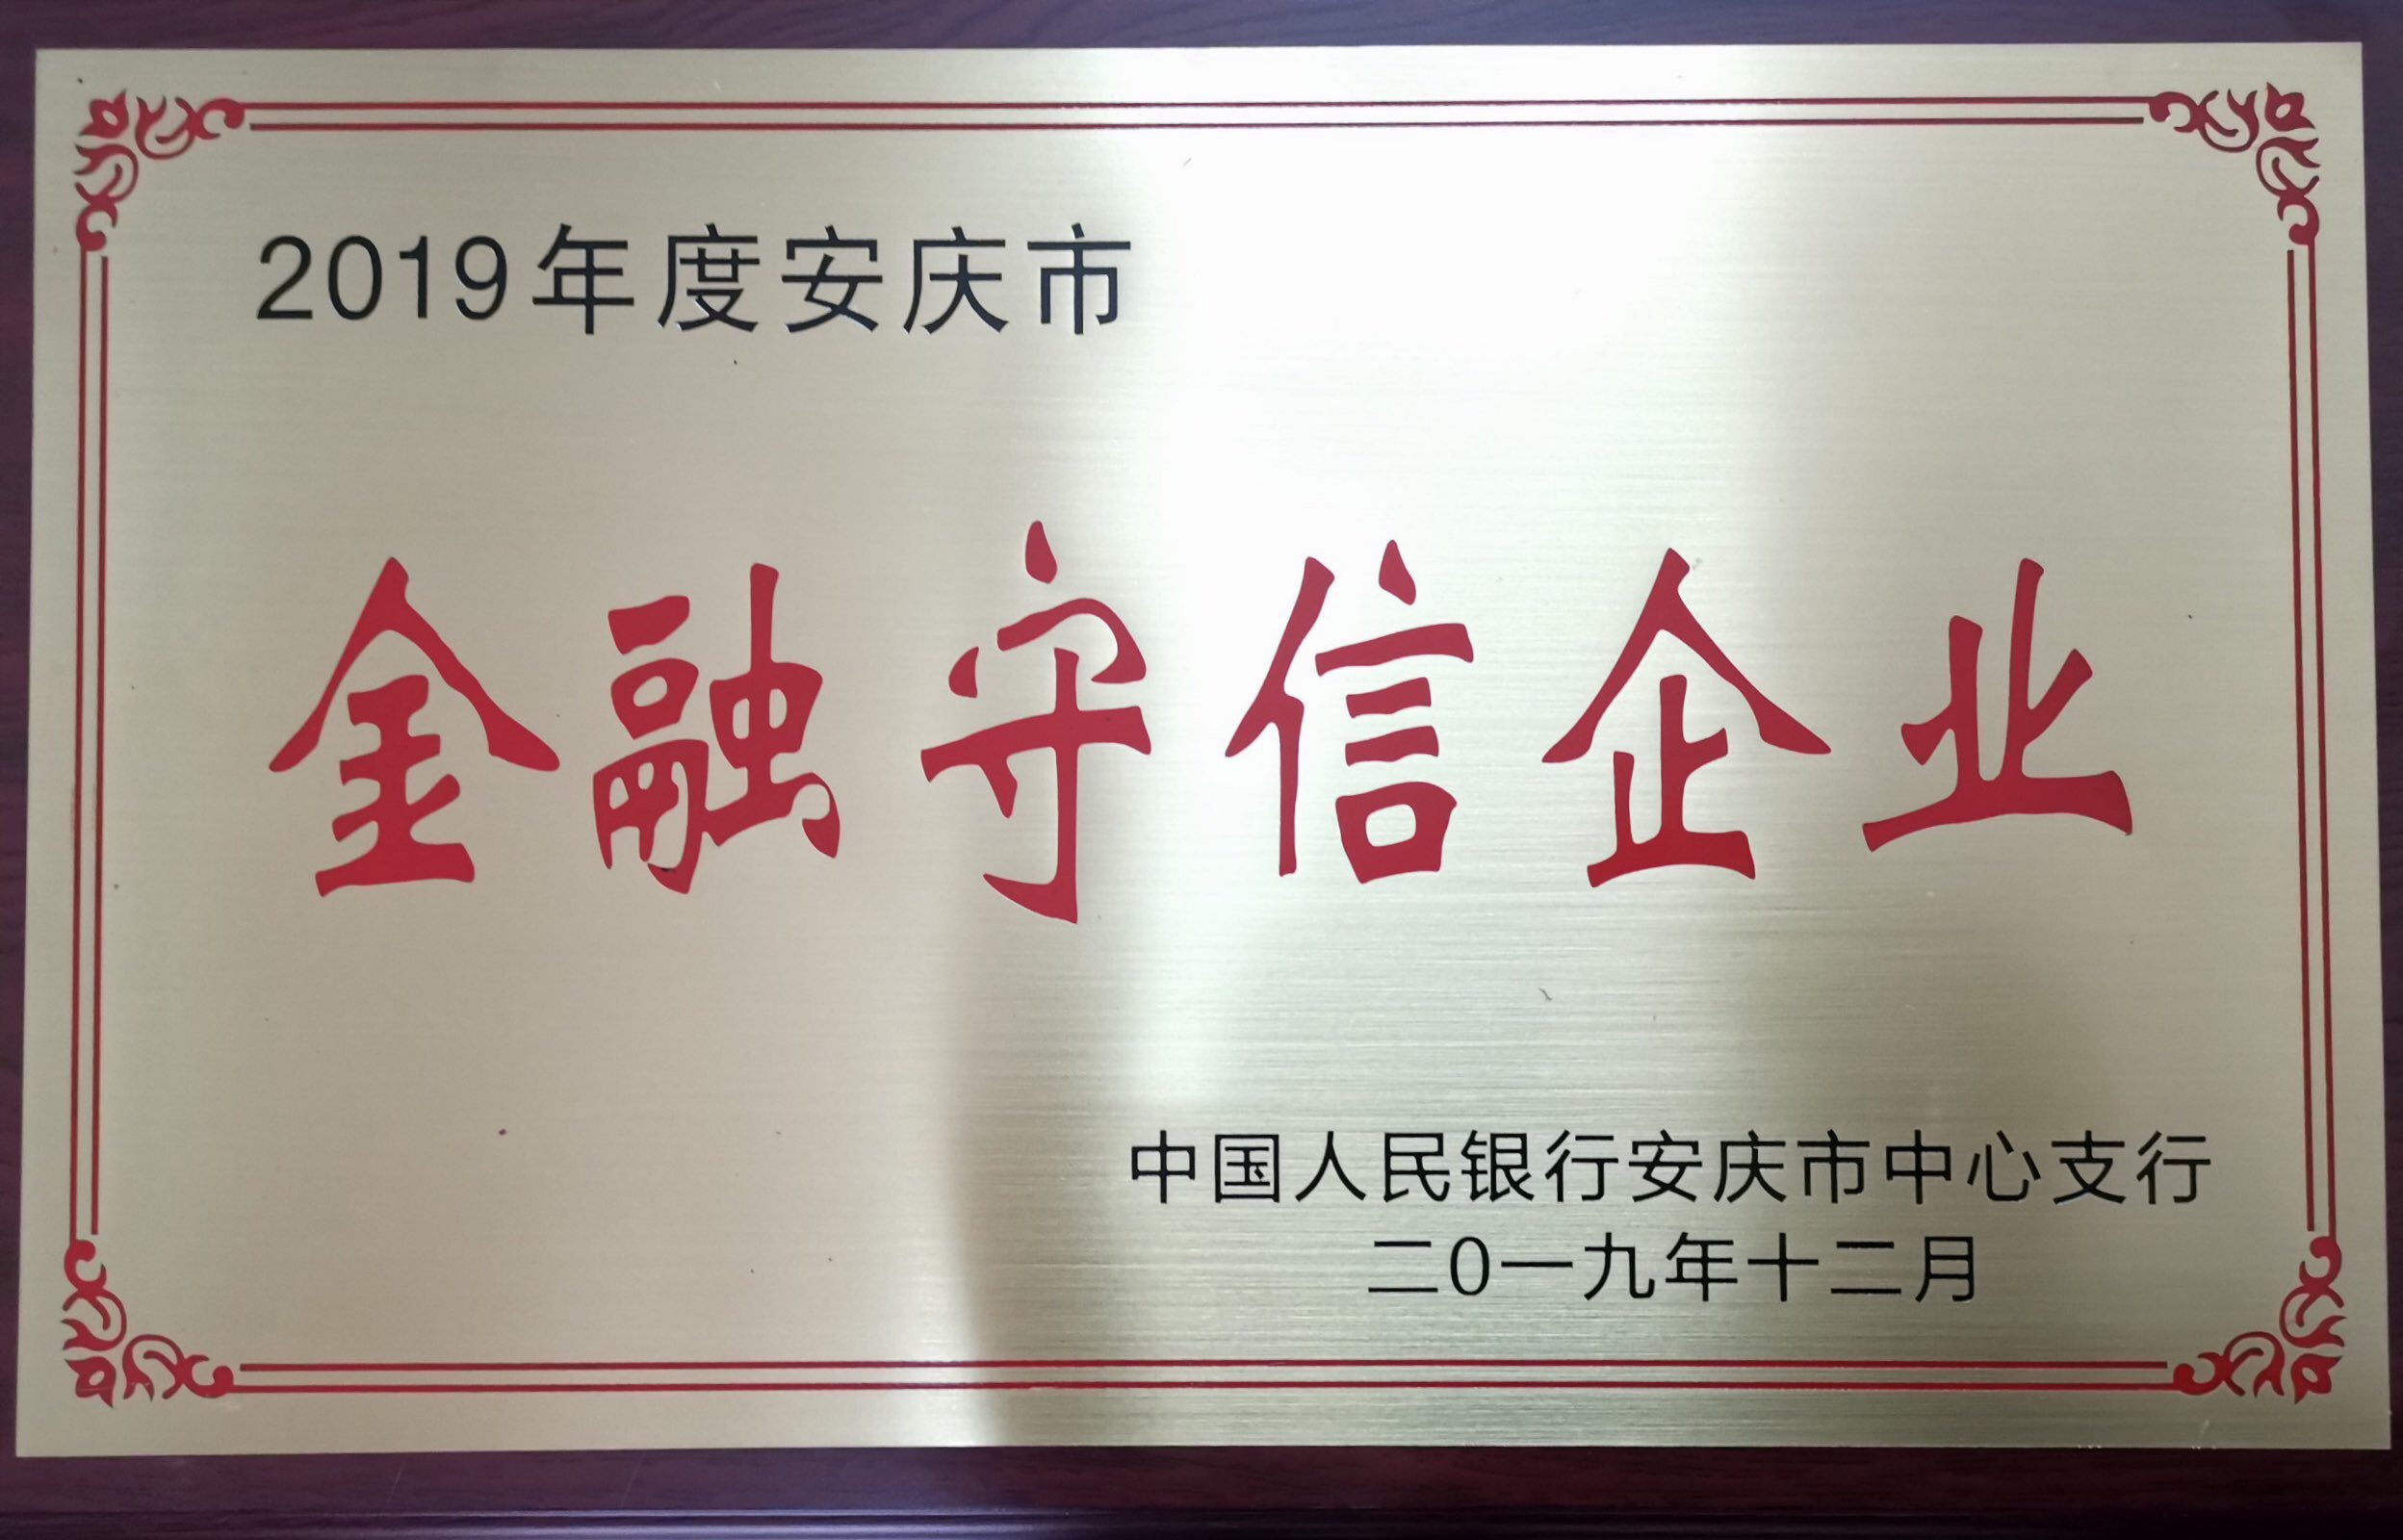 2019年度安庆市
金融守信企业
中国人民银行安庆市中心支行
二0一九年十二月